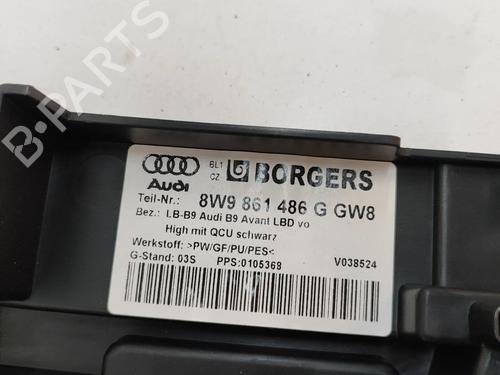 BL1
CZ
BORGERS
Audi
Teil-Nr.: 8W9 861 486 G GW8
Bez.: LB-B9 Audi B9 Avant LBD vo
High mit QCU schwarz
Werkstoff: >PW/GF/PU/PES<
G-Stand: 03S PPS:0105368 V038524